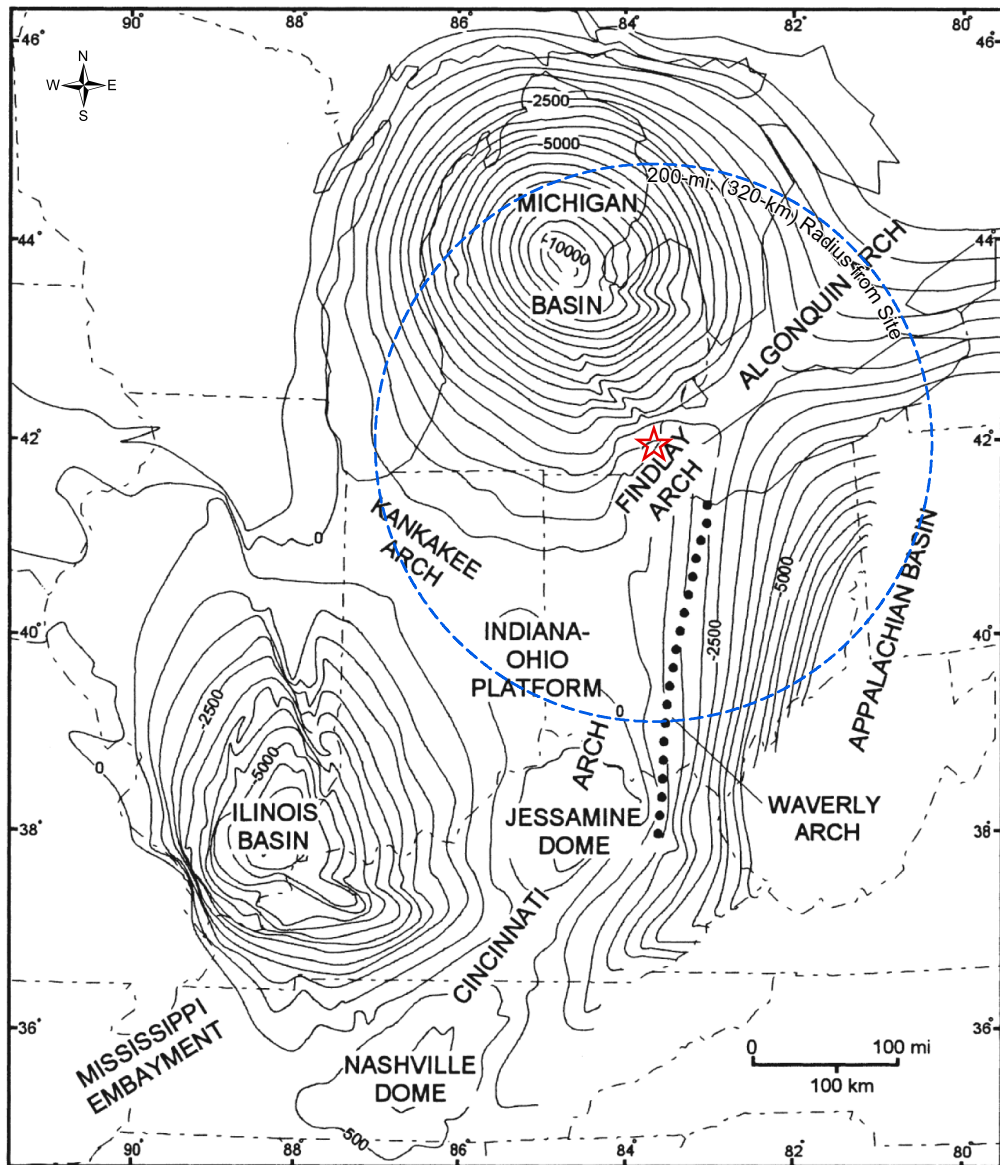 90°
88°
86°
84°
82°
80°
46°
46°
N
W
E
S
-2500
-5000
200-mi. (320-km) Radius from Site
MICHIGAN
44°
44°
-10000
BASIN
ALGONQUIN ARCH
42°
42°
FINDLAY
ARCH
KANKAKEE
ARCH
0
-5000
APPALACHIAN BASIN
40°
40°
INDIANA-
OHIO
PLATFORM
-2500
-2500
0
0
ARCH
-5000
ILINOIS
BASIN
JESSAMINE
DOME
WAVERLY
ARCH
38°
38°
CINCINNATI
36°
36°
MISSISSIPPI
EMBAYMENT
NASHVILLE
DOME
0
100 mi
100 km
-500
90°
88°
86°
84°
82°
80°